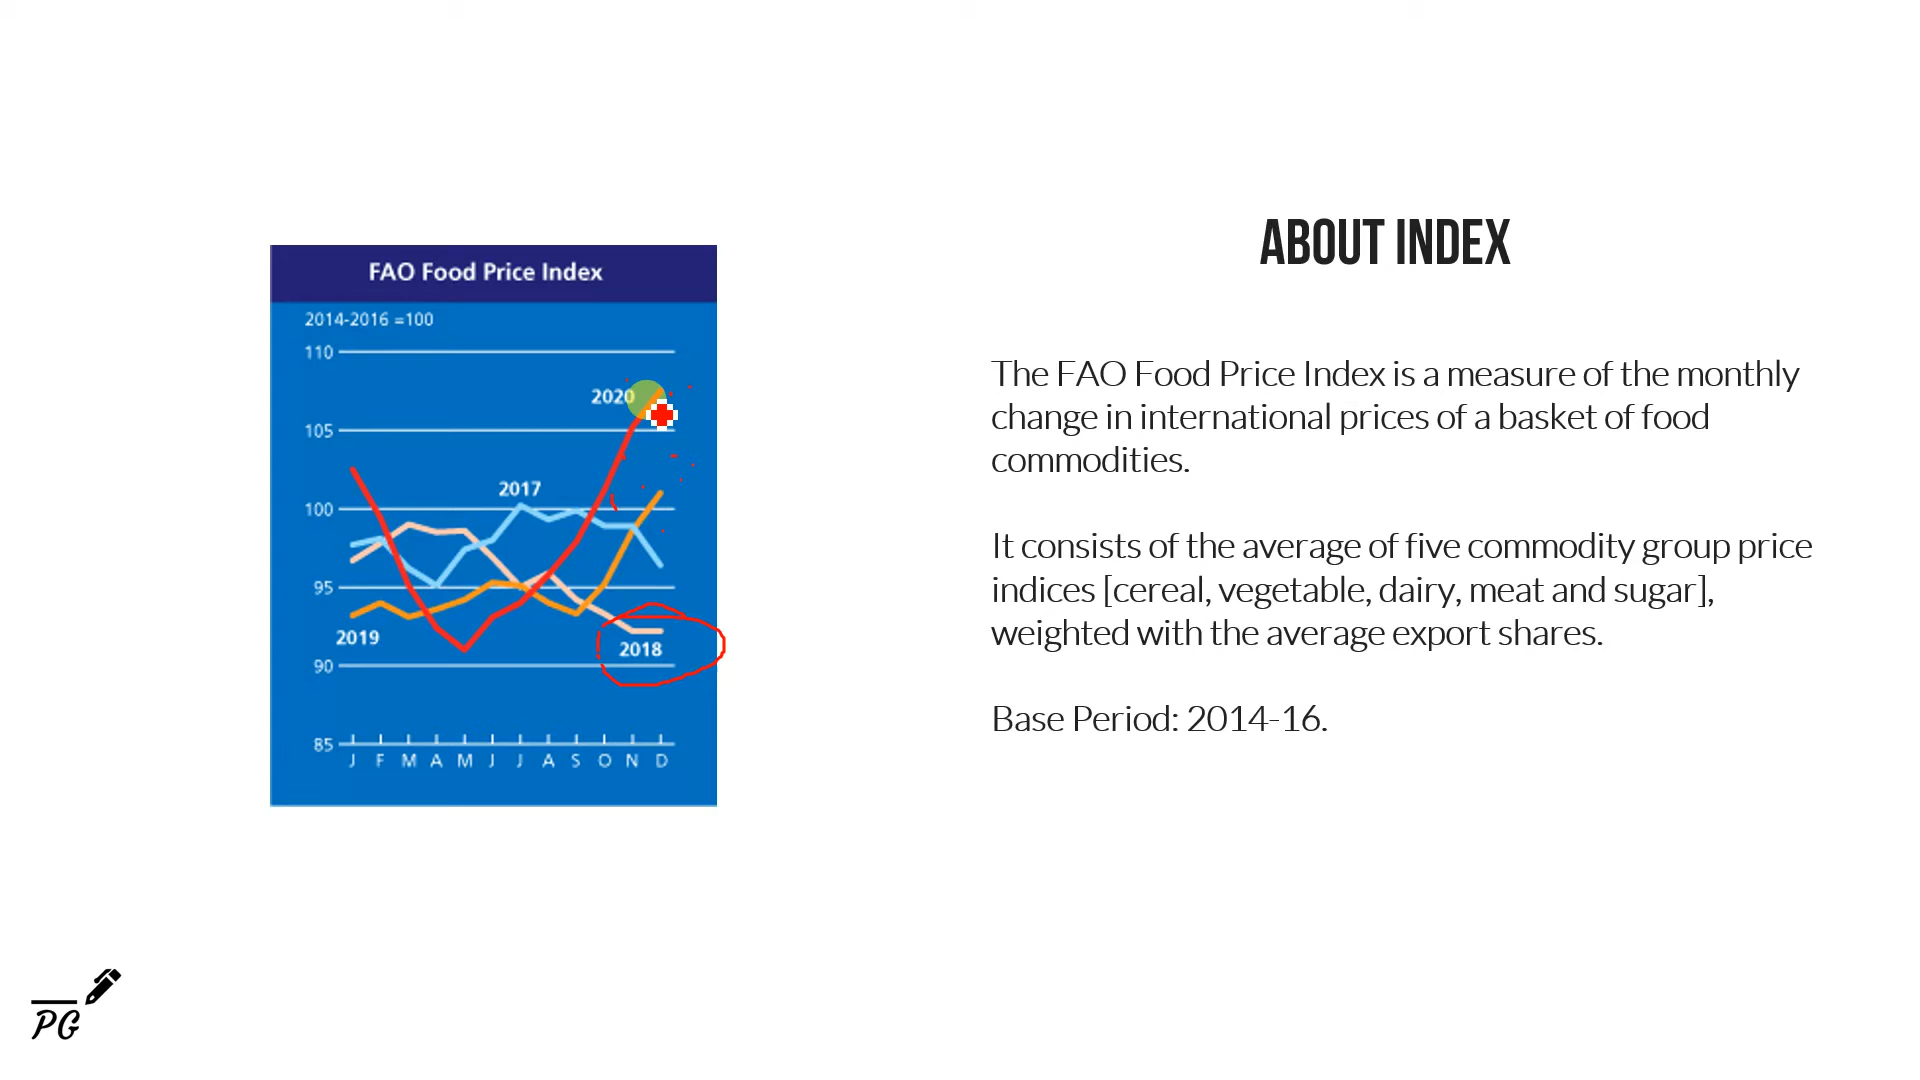 FAO Food Price Index
2014-2016 =100
110
2020
105
2017
100
95
2019
2018
90
85
J F M A M J J A S O N D
ABOUT INDEX
The FAO Food Price Index is a measure of the monthly
change in international prices of a basket of food
commodities.
It consists of the average of five commodity group price
indices [cereal, vegetable, dairy, meat and sugar],
weighted with the average export shares.
Base Period: 2014-16.
PG